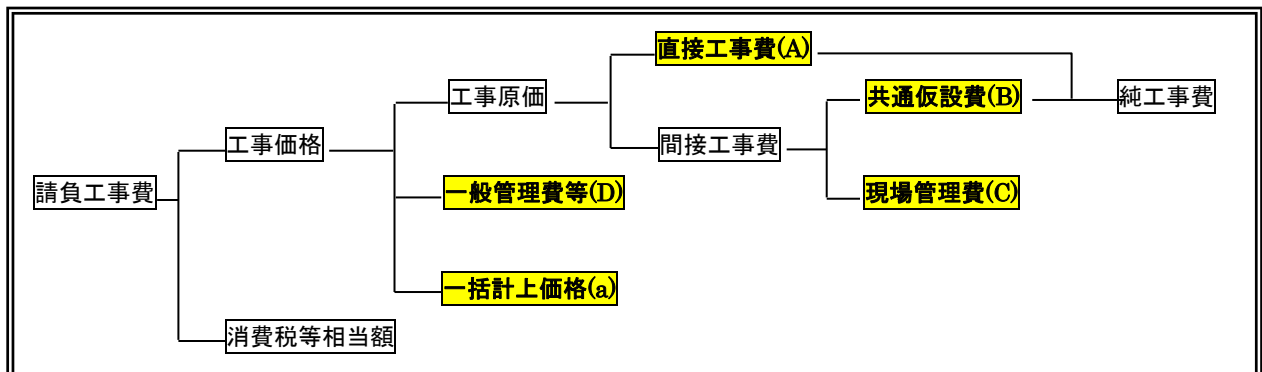 直接工事費(A)
工事原価
共通仮設費(B)
純工事費
工事価格
間接工事費
請負工事費
一般管理費等(D)
現場管理費(C)
一括計上価格(a)
消費税等相当額